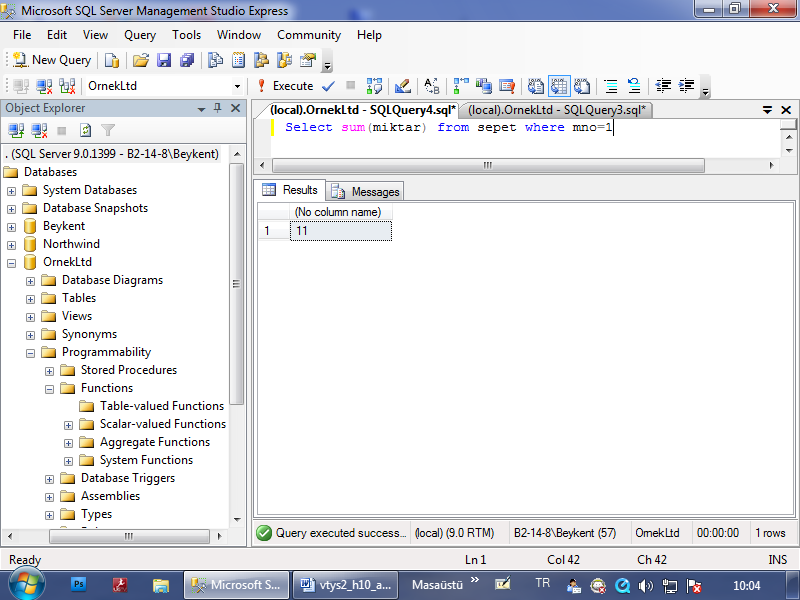 Microsoft SQL Server Management Studio Express
File Edit View Query Tools Window Community Help
New Query
OrnekLtd Execute
Object Explorer
(local).OrnekLtd - SQLQuery4.sql* (local).OrnekLtd - SQLQuery3.sql*
Select sum(miktar) from sepet where mno=1
. (SQL Server 9.0.1399 - B2-14-8\Beykent)
Databases
System Databases
Database Snapshots
Beykent
Northwind
OrnekLtd
Database Diagrams
Tables
Views
Synonyms
Programmability
Stored Procedures
Functions
Table-valued Functions
Scalar-valued Functions
Aggregate Functions
System Functions
Database Triggers
Assemblies
Types
Results Messages
(No column name)
1 11
Query executed success... (local) (9.0 RTM) B2-14-8\Beykent (57) OrnekLtd 00:00:00 1 rows
Ready Ln 1 Col 42 Ch 42 INS
Ps Microsoft S... vtys2_h10_a... Masaüstü » TR 10:04